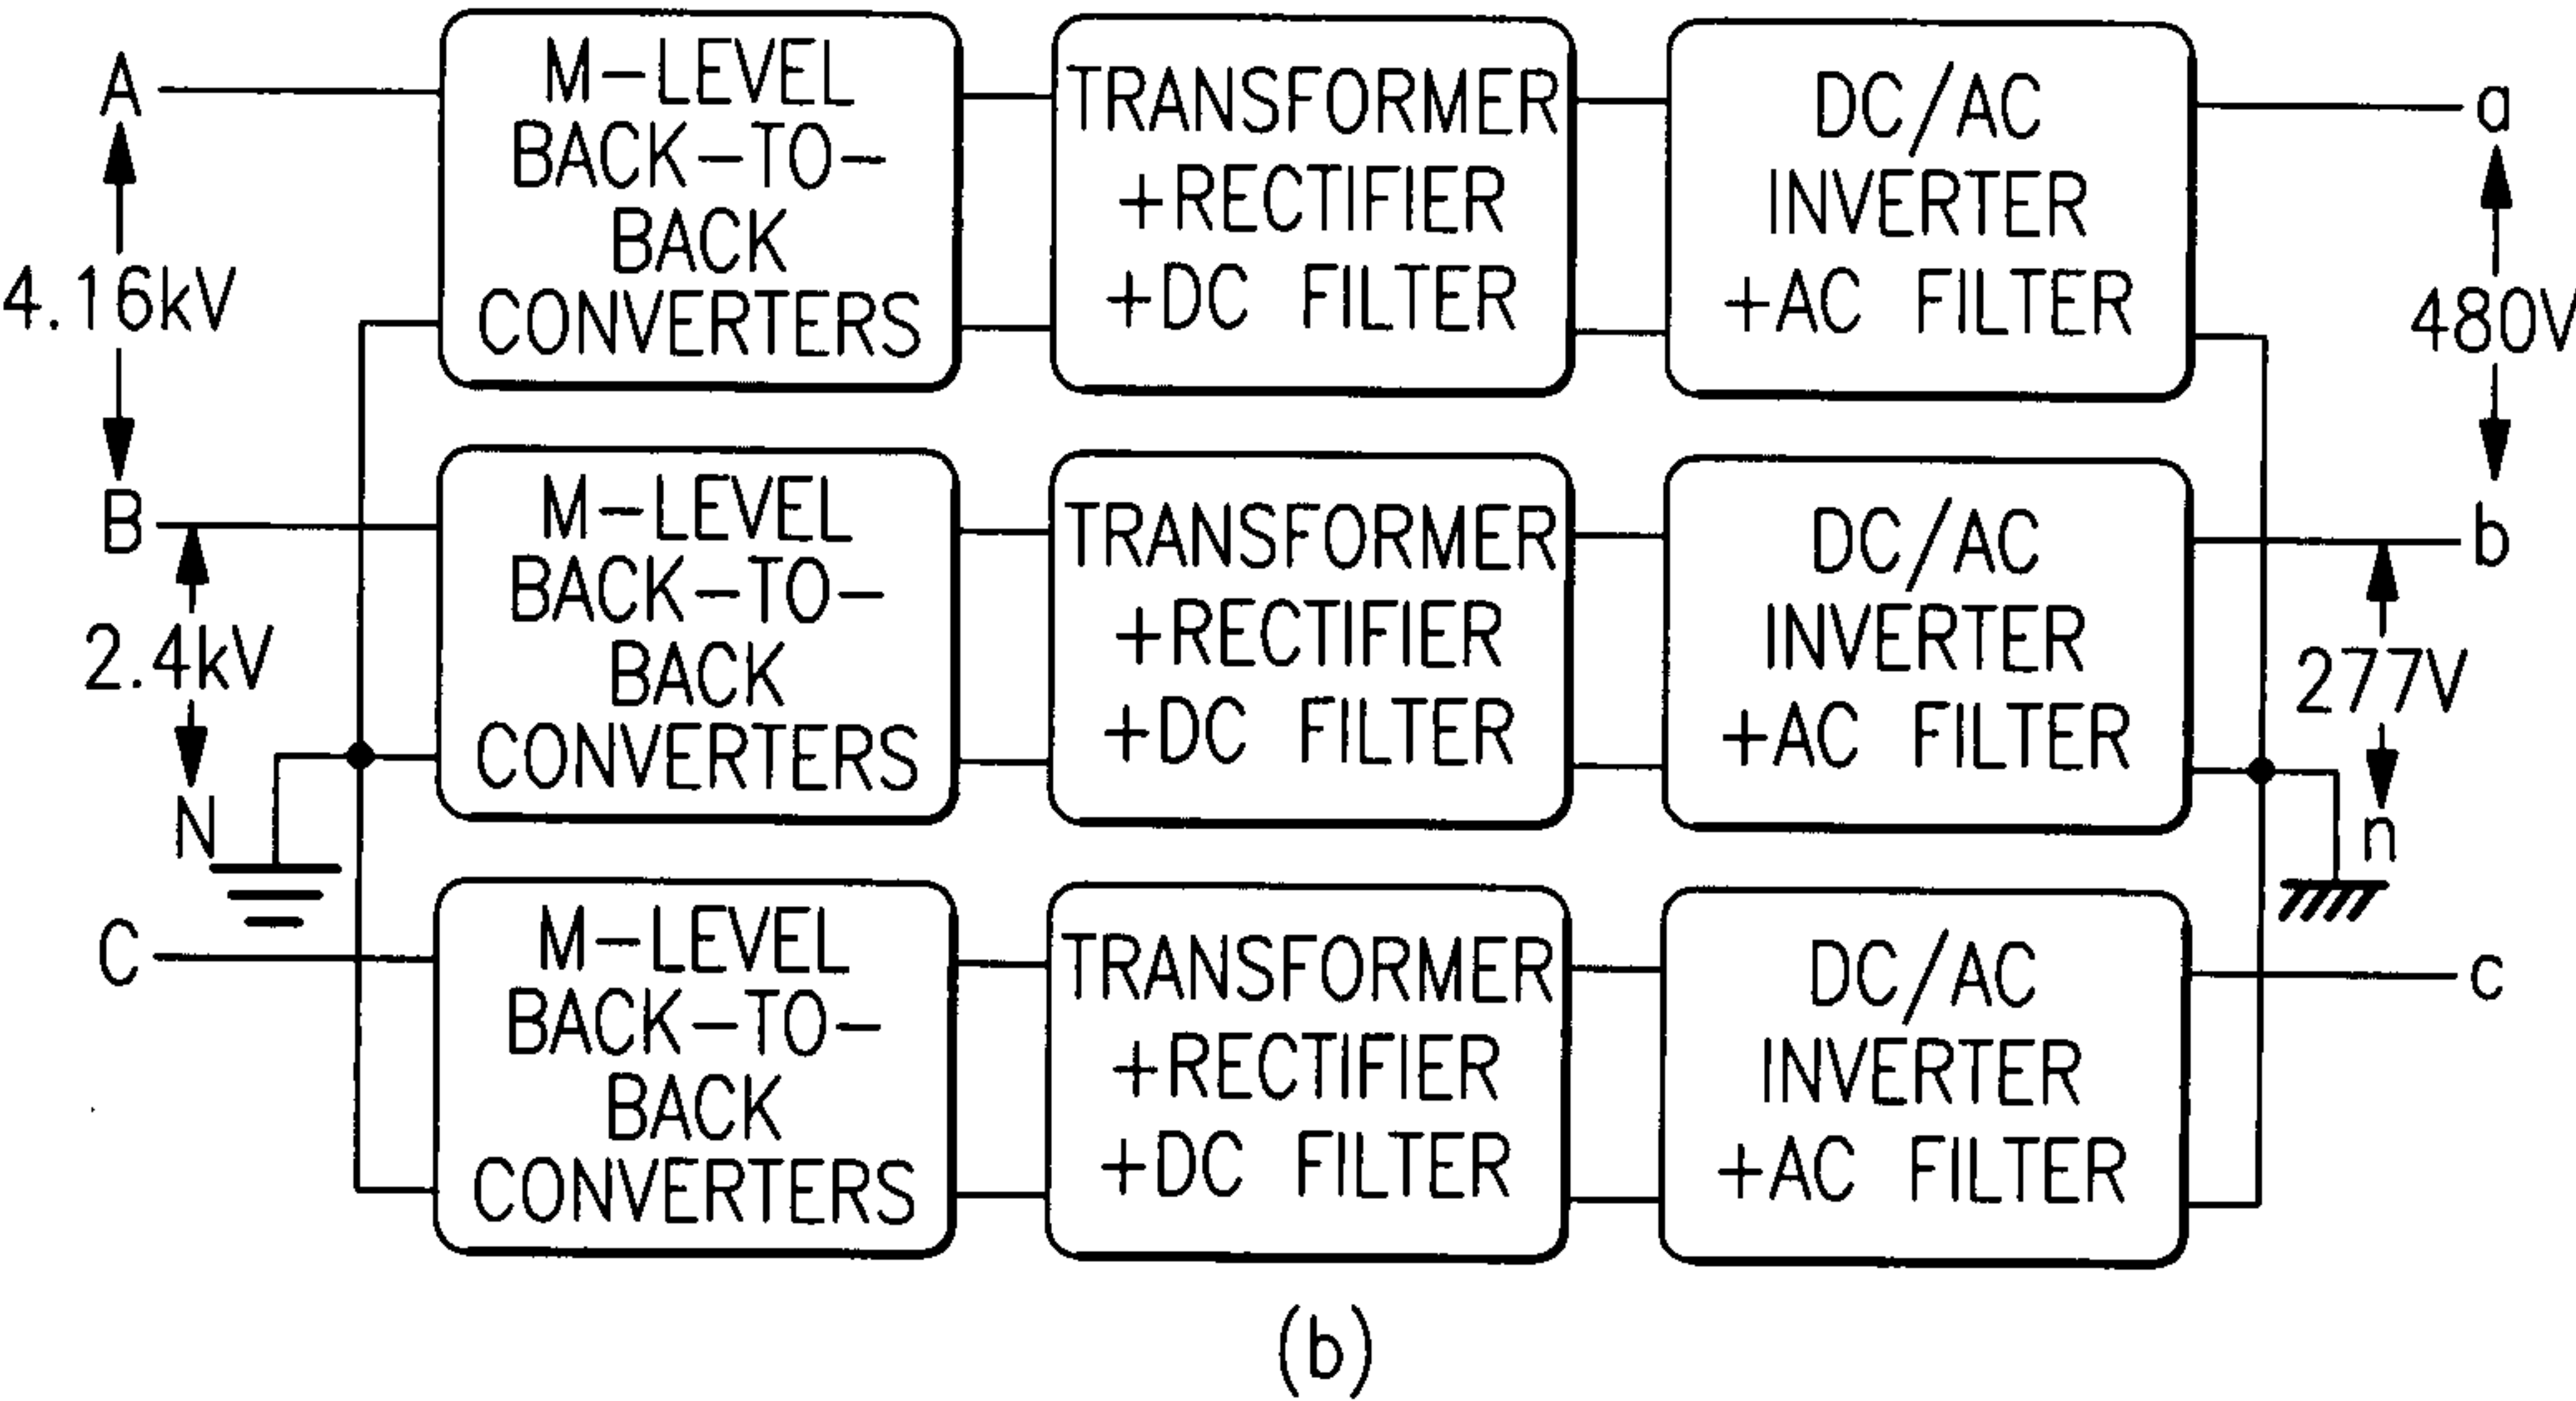 A
4.16kV
B
2.4kV
N
C
M-LEVEL
BACK-TO-
BACK
CONVERTERS
TRANSFORMER
+RECTIFIER
+DC FILTER
DC/AC
INVERTER
+AC FILTER
M-LEVEL
BACK-TO-
BACK
CONVERTERS
TRANSFORMER
+RECTIFIER
+DC FILTER
DC/AC
INVERTER
+AC FILTER
M-LEVEL
BACK-TO-
BACK
CONVERTERS
TRANSFORMER
+RECTIFIER
+DC FILTER
DC/AC
INVERTER
+AC FILTER
a
480V
b
277V
n
c
(b)